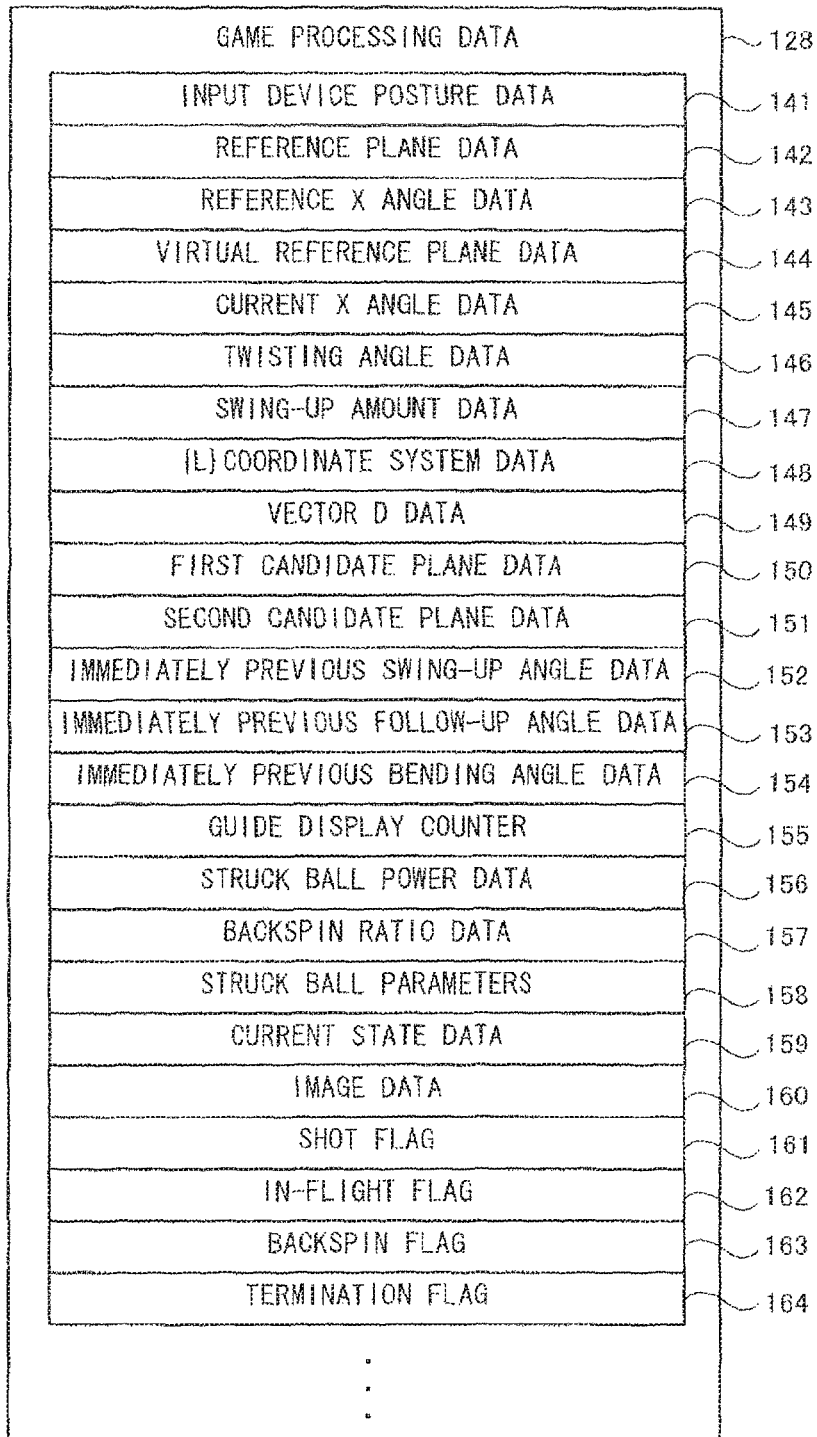 GAME PROCESSING DATA 128
INPUT DEVICE POSTURE DATA 141
REFERENCE PLANE DATA 142
REFERENCE X ANGLE DATA 143
VIRTUAL REFERENCE PLANE DATA 144
CURRENT X ANGLE DATA 145
TWISTING ANGLE DATA 146
SWING-UP AMOUNT DATA 147
{L}COORDINATE SYSTEM DATA 148
VECTOR D DATA 149
FIRST CANDIDATE PLANE DATA 150
SECOND CANDIDATE PLANE DATA 151
IMMEDIATELY PREVIOUS SWING-UP ANGLE DATA 152
IMMEDIATELY PREVIOUS FOLLOW-UP ANGLE DATA 153
IMMEDIATELY PREVIOUS BENDING ANGLE DATA 154
GUIDE DISPLAY COUNTER 155
STRUCK BALL POWER DATA 156
BACKSPIN RATIO DATA 157
STRUCK BALL PARAMETERS 158
CURRENT STATE DATA 159
IMAGE DATA 160
SHOT FLAG 161
IN-FLIGHT FLAG 162
BACKSPIN FLAG 163
TERMINATION FLAG 164